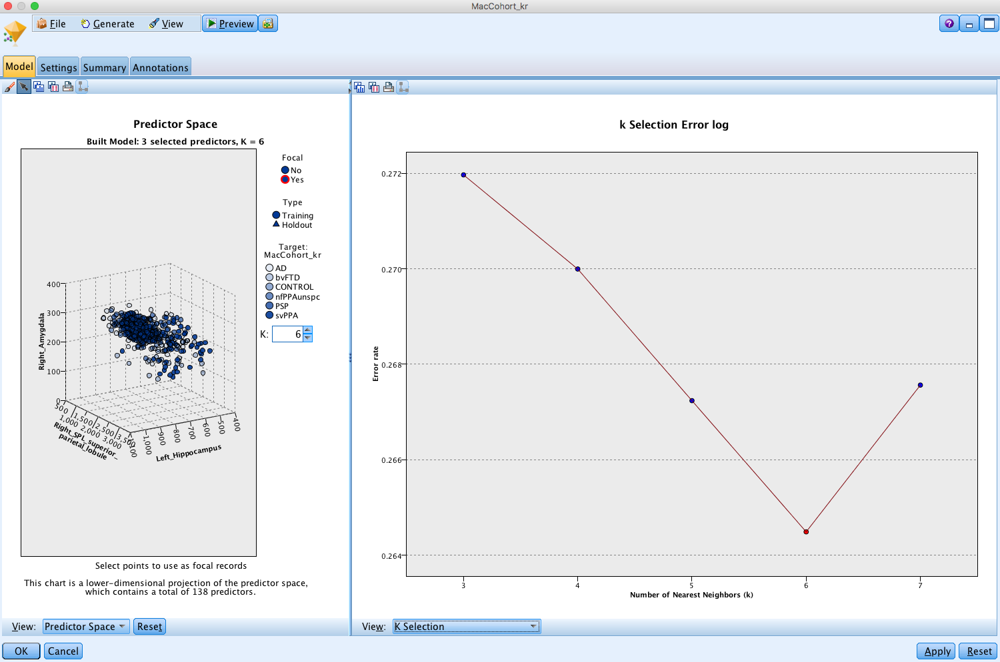 MacCohort_kr
File Generate View Preview
Model Settings Summary Annotations
Predictor Space
Built Model: 3 selected predictors, K = 6
Focal
No
Yes
Type
Training
Holdout
Target:
MacCohort_kr
AD
bvFTD
CONTROL
nfPPAunspc
PSP
svPPA
K: 6
400
300
200
100
0
Right_Amygdala
500
1,000
1,500
2,000
2,500
3,000
Right_SPL_superior_
parietal_lobule
1,000
900
800
700
600
500
400
Left_Hippocampus
Select points to use as focal records
This chart is a lower-dimensional projection of the predictor space,
which contains a total of 138 predictors.
View: Predictor Space Reset
k Selection Error log
0.272
0.270
0.268
0.266
0.264
Error rate
3 4 5 6 7
Number of Nearest Neighbors (k)
View: K Selection
OK Cancel Apply Reset